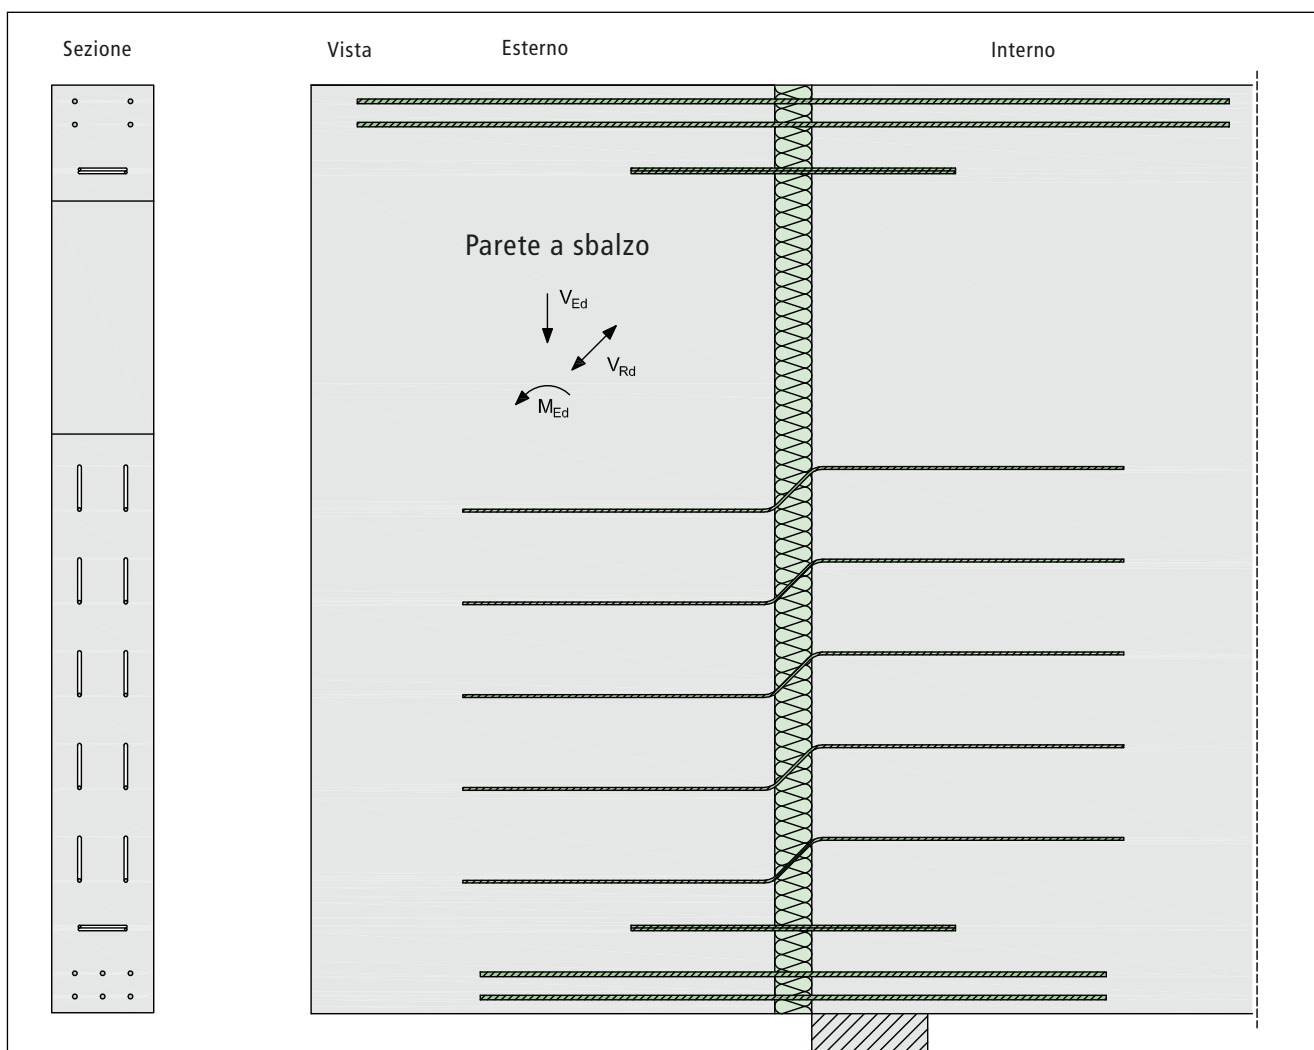 Sezione
Vista
Esterno
Interno
Parete a sbalzo
VEd
VRd
MEd